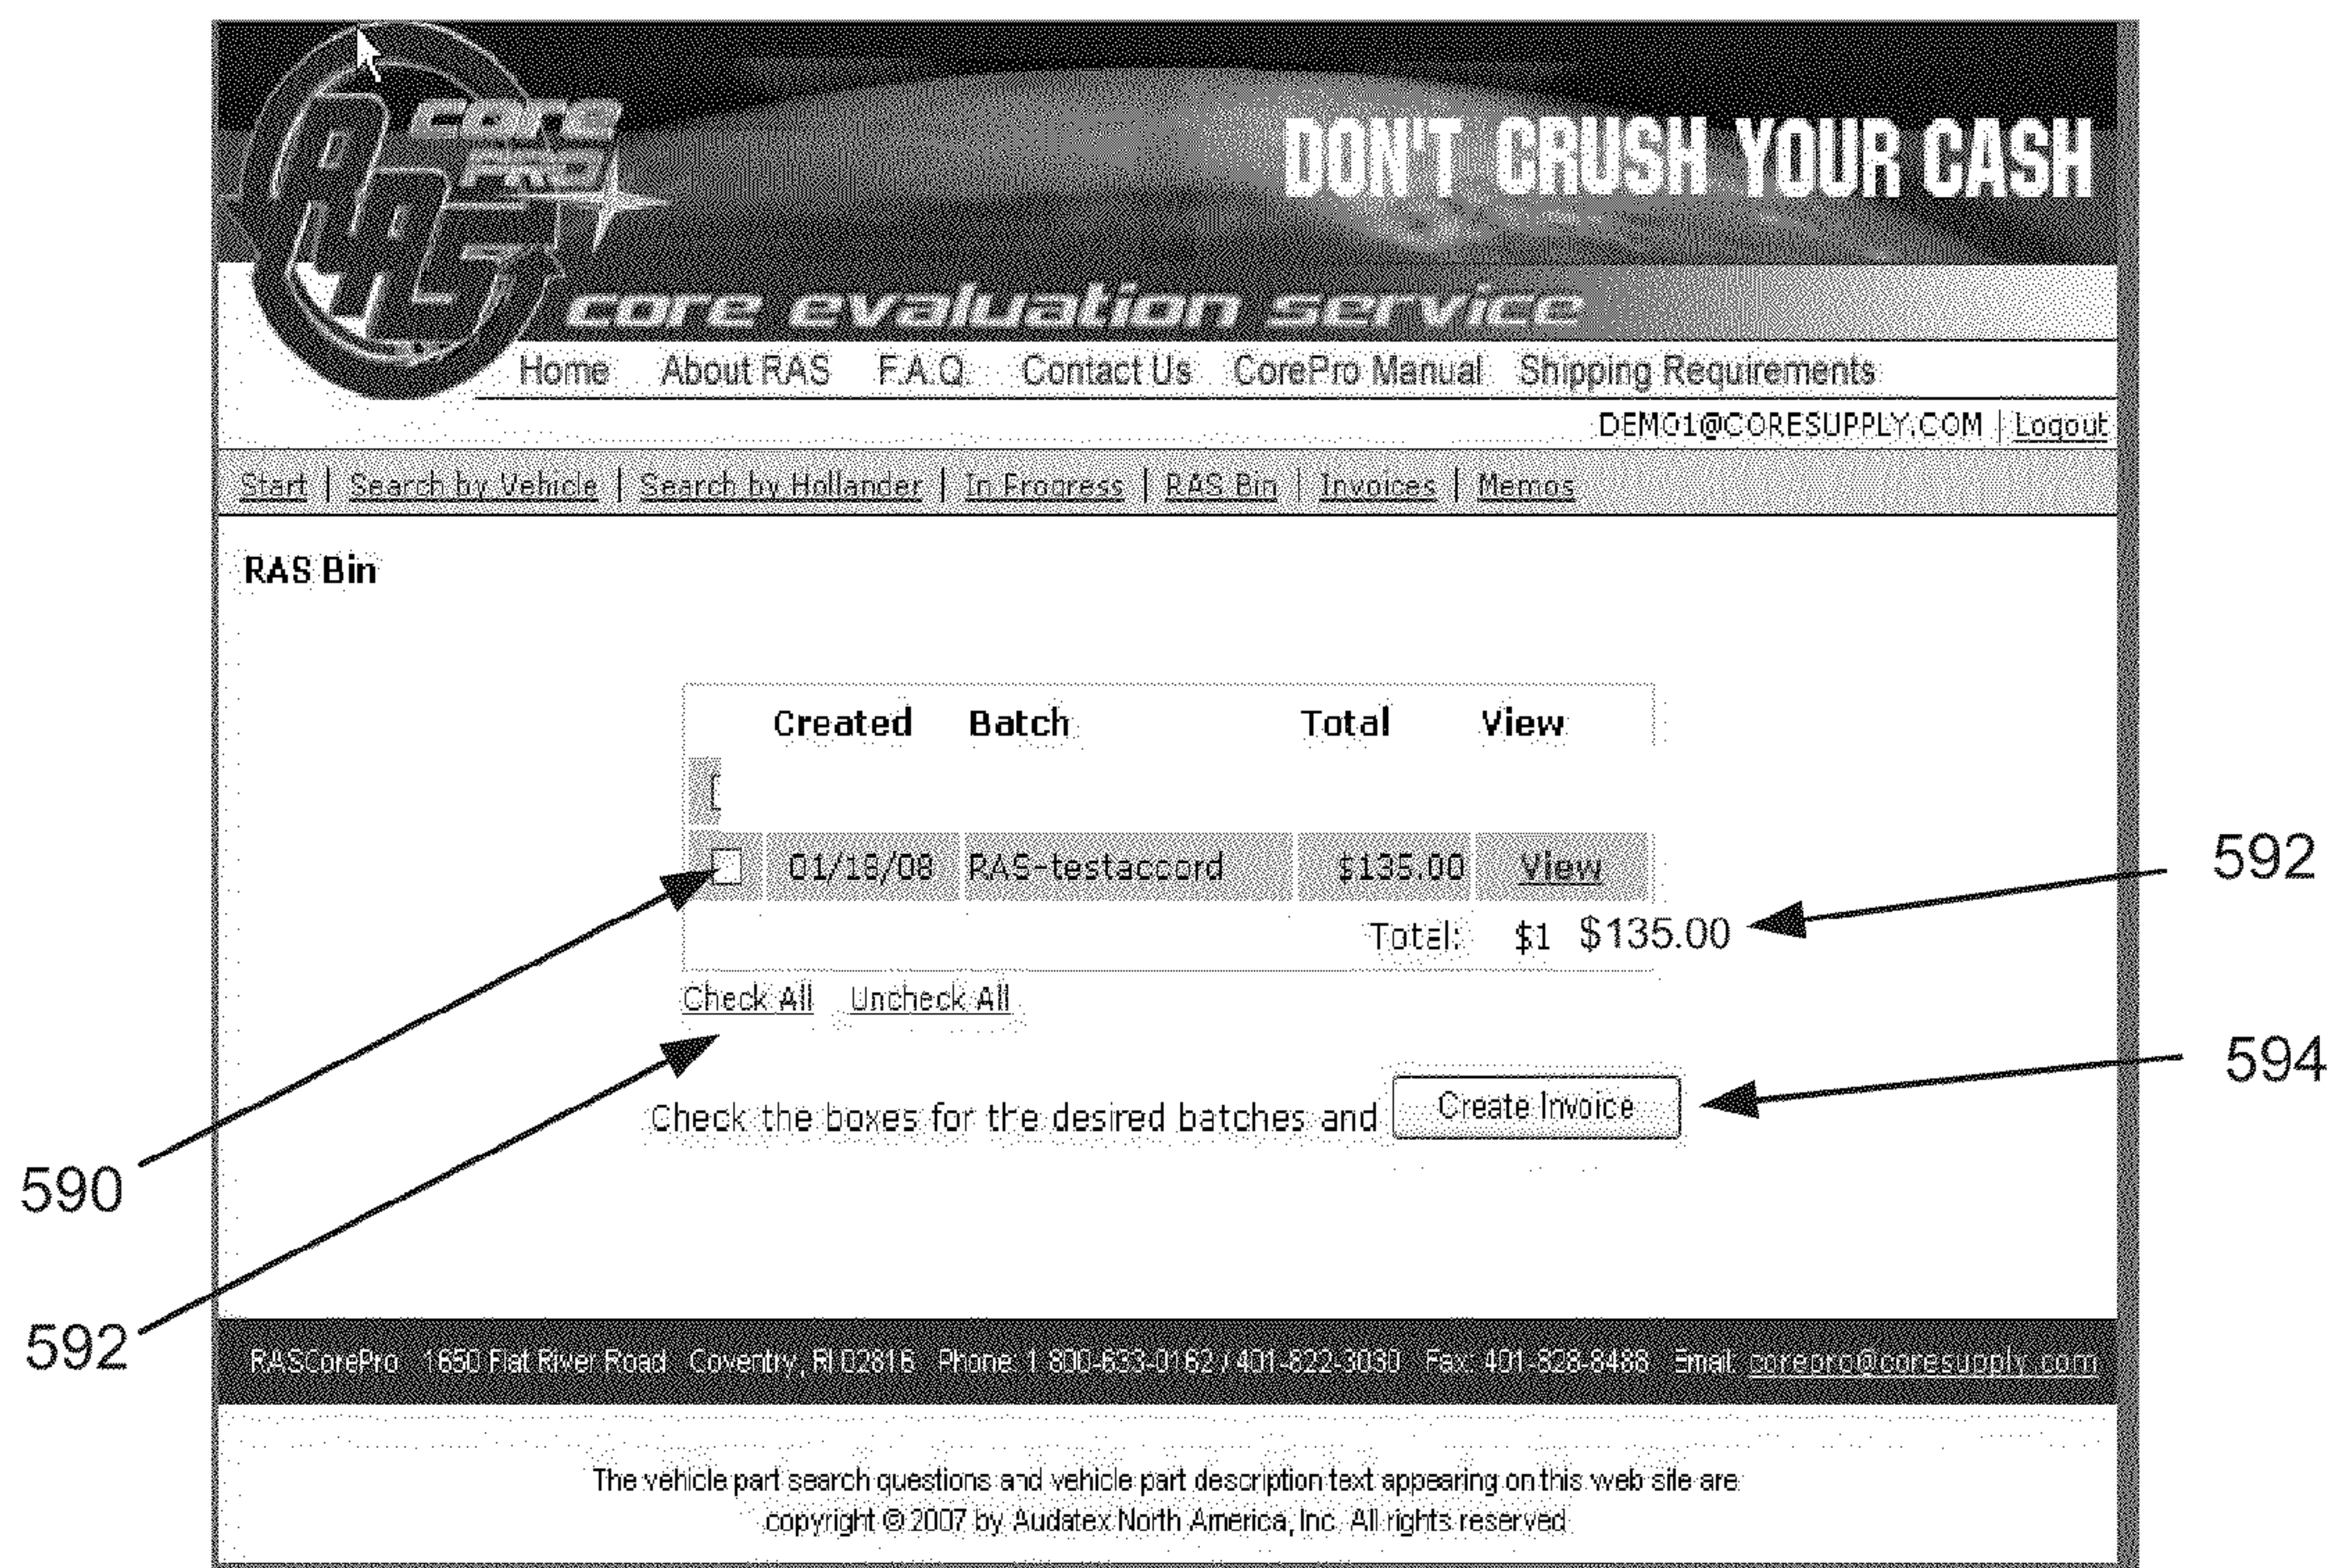 core
PRO
RAS
DON'T CRUSH YOUR CASH
core evaluation service
Home About RAS F.A.Q. Contact Us CorePro Manual Shipping Requirements
DEMO1@CORESUPPLY.COM | Logout
Start | Search by Vehicle | Search by Hollander | In Progress | RAS Bin | Invoices | Memos
RAS Bin
Created Batch Total View
01/18/08 RAS-testaccord $135.00 View
592
Total: $1 $135.00
Check All Uncheck All
594
Check the boxes for the desired batches and Create Invoice
590
592
RASCorePro 1650 Flat River Road Coventry, RI 02816 Phone: 1 800-633-0162 / 401-822-3030 Fax: 401-828-8488 Email: corepro@coresupply.com
The vehicle part search questions and vehicle part description text appearing on this web site are
copyright © 2007 by Audatex North America, Inc. All rights reserved